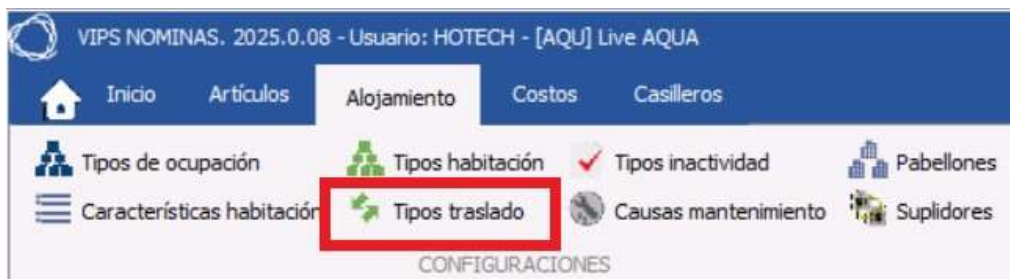 VIPS NOMINAS. 2025.0.08 - Usuario: HOTECH - [AQU] Live AQUA
Inicio Artículos Alojamiento Costos Casilleros
Tipos de ocupación Tipos habitación Tipos inactividad Pabellones
Características habitación Tipos traslado Causas mantenimiento Suplidores
CONFIGURACIONES